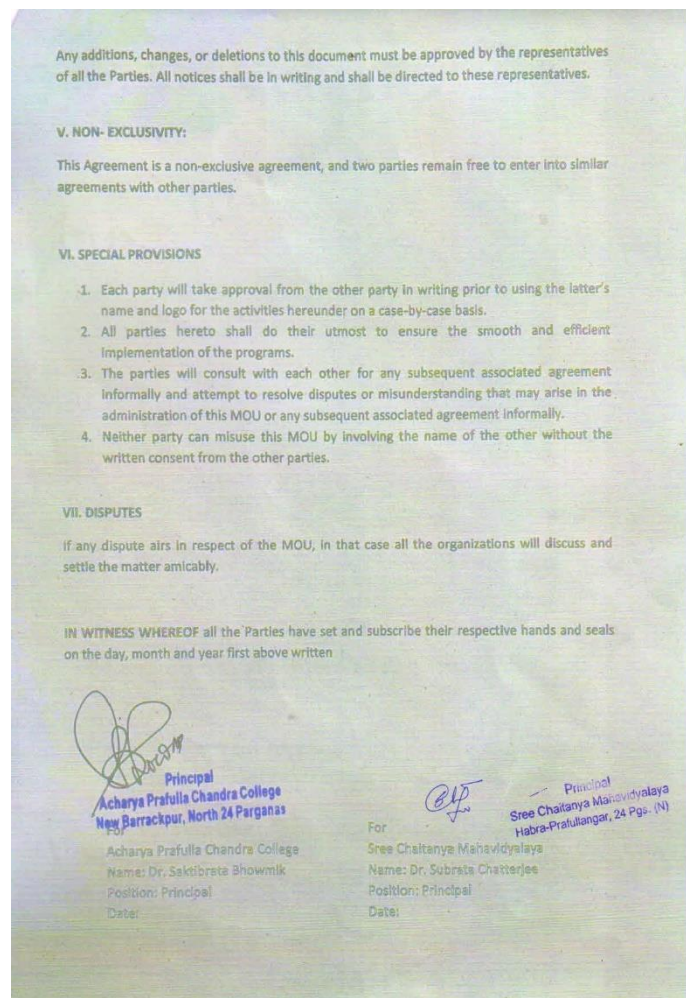 Any additions, changes, or deletions to this document must be approved by the representatives
of all the Parties. All notices shall be in writing and shall be directed to these representatives.
V. NON- EXCLUSIVITY:
This Agreement is a non-exclusive agreement, and two parties remain free to enter into similar
agreements with other parties.
VI. SPECIAL PROVISIONS
1. Each party will take approval from the other party in writing prior to using the latter's
name and logo for the activities hereunder on a case-by-case basis.
2. All parties hereto shall do their utmost to ensure the smooth and efficient
implementation of the programs.
3. The parties will consult with each other for any subsequent associated agreement
informally and attempt to resolve disputes or misunderstanding that may arise in the
administration of this MOU or any subsequent associated agreement informally.
4. Neither party can misuse this MOU by involving the name of the other without the
written consent from the other parties.
VII. DISPUTES
If any dispute airs in respect of the MOU, in that case all the organizations will discuss and
settle the matter amicably.
IN WITNESS WHEREOF all the Parties have set and subscribe their respective hands and seals
on the day, month and year first above written
Principal
Acharya Prafulla Chandra College
New Barrackpur, North 24 Parganas
For
Acharya Prafulla Chandra College
Name: Dr. Saktibrata Bhowmik
Position: Principal
Date:
Principal
Sree Chaitanya Mahavidyalaya
Habra-Prafullangar, 24 Pgs. (N)
For
Sree Chaitanya Mahavidyalaya
Name: Dr. Subrata Chatterjee
Position: Principal
Date: